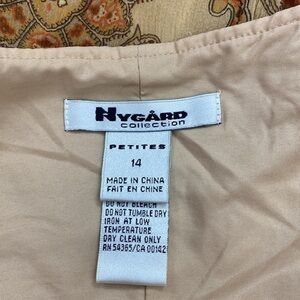 NYGÅRD
collection
PETITES
14
MADE IN CHINA
FAIT EN CHINE
DO NOT BLEACH
DO NOT TUMBLE DRY
IRON AT LOW
TEMPERATURE
DRY CLEAN ONLY
RN 54365/CA 00142